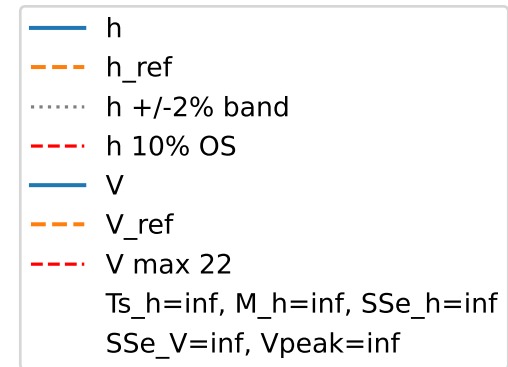 h
h_ref
h +/-2% band
h 10% OS
V
V_ref
V max 22
Ts_h=inf, M_h=inf, SSe_h=inf
SSe_V=inf, Vpeak=inf